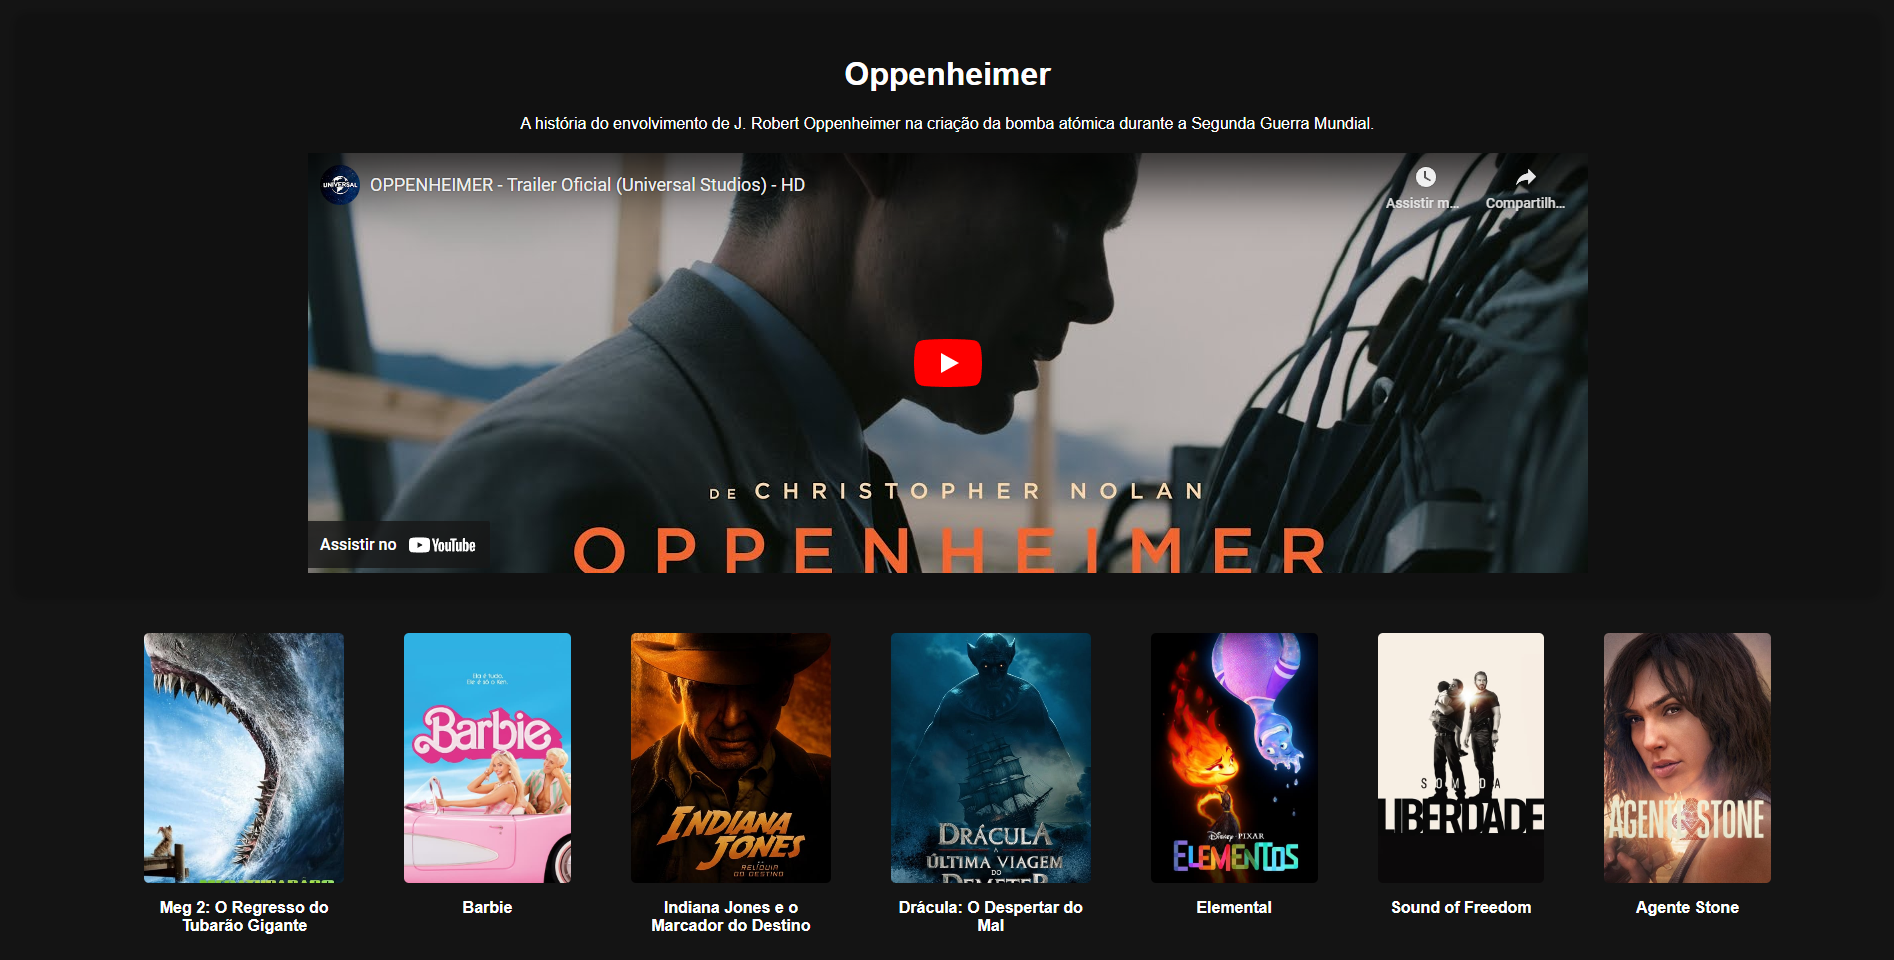 Oppenheimer
A história do envolvimento de J. Robert Oppenheimer na criação da bomba atómica durante a Segunda Guerra Mundial.
UNIVERSAL
OPPENHEIMER - Trailer Oficial (Universal Studios) - HD
Assistir m...
Compartilh...
DE CHRISTOPHER NOLAN
OPPENHEIMER
Assistir no YouTube
Ela é tudo.
Ele é só o Ken.
Barbie
INDIANA
JONES
E A
RELÍQUIA
DO DESTINO
DRÁCULA
A
ÚLTIMA VIAGEM
DO
DEMETER
Disney PIXAR
ELEMENTOS
SOM DA
LIBERDADE
AGENTE STONE
Meg 2: O Regresso do
Tubarão Gigante
Barbie
Indiana Jones e o
Marcador do Destino
Drácula: O Despertar do
Mal
Elemental
Sound of Freedom
Agente Stone